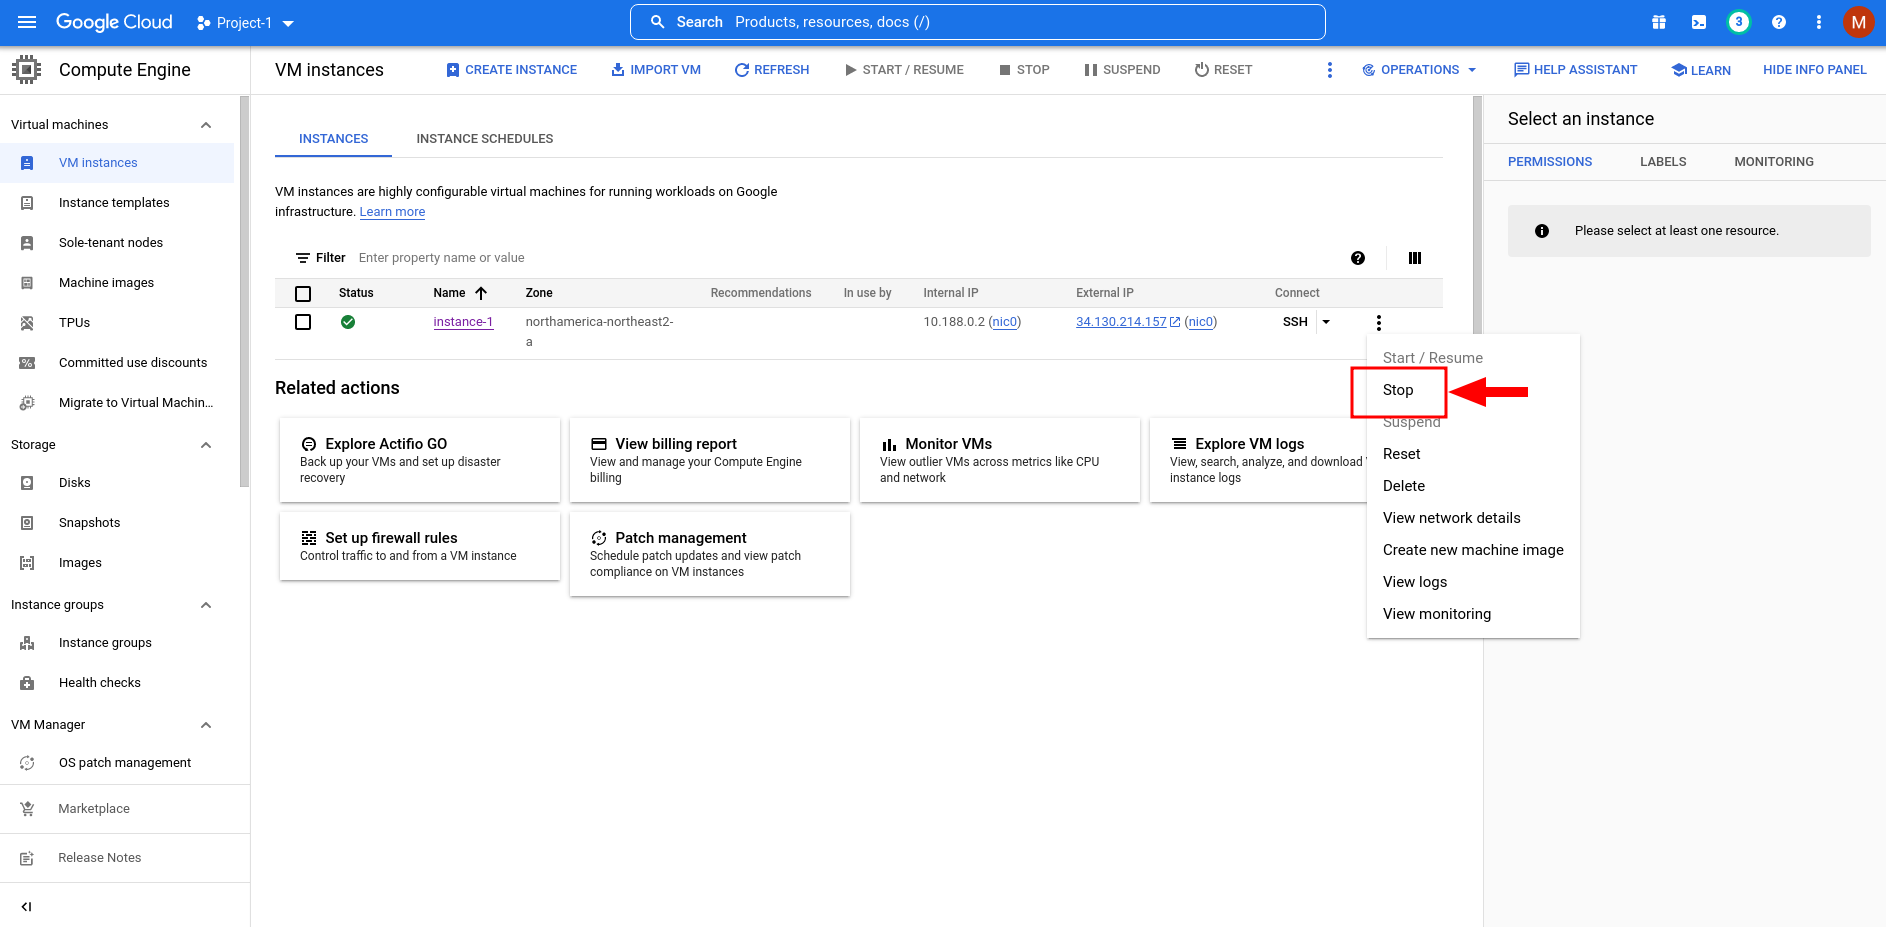 Google Cloud
Project-1
Search Products, resources, docs (/)
3
M
Compute Engine
VM instances
CREATE INSTANCE
IMPORT VM
REFRESH
START / RESUME
STOP
SUSPEND
RESET
OPERATIONS
HELP ASSISTANT
LEARN
HIDE INFO PANEL
Virtual machines
VM instances
Instance templates
Sole-tenant nodes
Machine images
TPUs
Committed use discounts
Migrate to Virtual Machin...
Storage
Disks
Snapshots
Images
Instance groups
Instance groups
Health checks
VM Manager
OS patch management
Marketplace
Release Notes
INSTANCES
INSTANCE SCHEDULES
VM instances are highly configurable virtual machines for running workloads on Google
infrastructure. Learn more
Filter Enter property name or value
Status Name Zone Recommendations In use by Internal IP External IP Connect
instance-1 northamerica-northeast2- 10.188.0.2 (nic0) 34.130.214.157 (nic0) SSH
a
Related actions
Explore Actifio GO
Back up your VMs and set up disaster
recovery
View billing report
View and manage your Compute Engine
billing
Monitor VMs
View outlier VMs across metrics like CPU
and network
Explore VM logs
View, search, analyze, and download
instance logs
Set up firewall rules
Control traffic to and from a VM instance
Patch management
Schedule patch updates and view patch
compliance on VM instances
Start / Resume
Stop
Suspend
Reset
Delete
View network details
Create new machine image
View logs
View monitoring
Select an instance
PERMISSIONS
LABELS
MONITORING
Please select at least one resource.